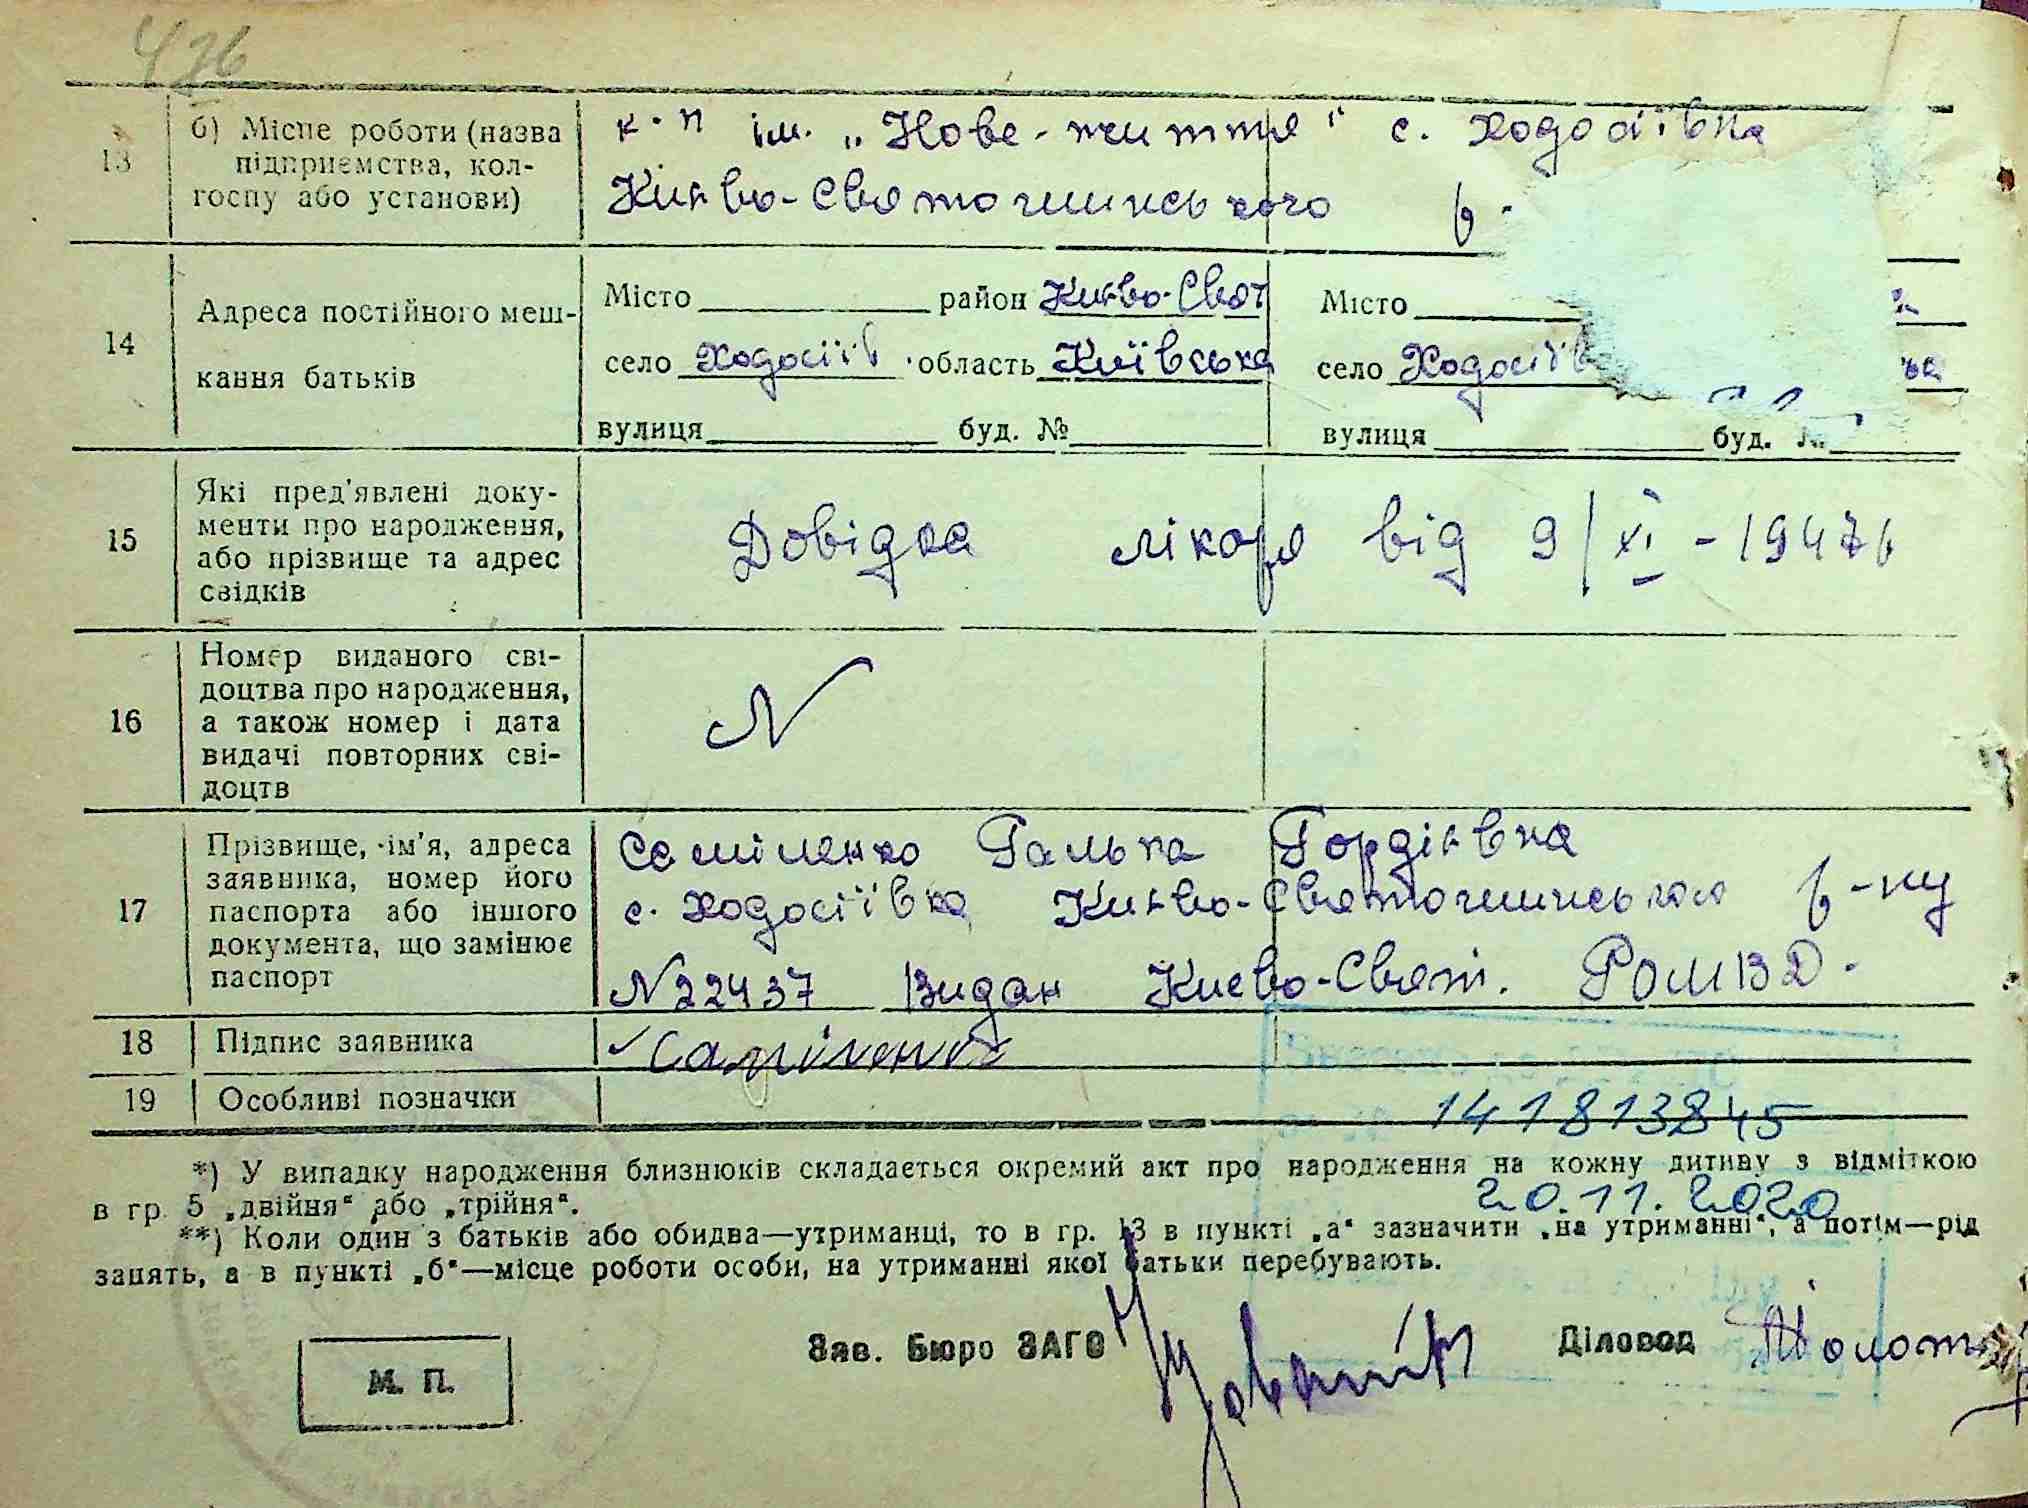 426
13 б) Місце роботи (назва підприємства, колгоспу або установи)
к-п ім. „Нове-життя“ с. Ходосіївка
Києво-Святошинського р-
14 Адреса постійного мешкання батьків
Місто район Києво-Свят Місто
село Ходосіїв область Київська село Ходосіїв
вулиця буд. № вулиця буд. №
15 Які пред'явлені документи про народження, або прізвище та адрес свідків
Довідка лікаря від 9/XI-1947р
16 Номер виданого свідоцтва про народження, а також номер і дата видачі повторних свідоцтв
N
17 Прізвище, ім'я, адреса заявника, номер його паспорта або іншого документа, що замінює паспорт
Семіленко Галька Гордієвка
с. Ходосіївка Києво-Святошинського р-ну
N 22437 Видан Києво-Свят. РОМВД.
18 Підпис заявника
19 Особливі позначки
141813845
*) У випадку народження близнюків складається окремий акт про народження на кожну дитину з відміткою
в гр. 5 „двійня“ або „трійня“.
20.11.2020
**) Коли один з батьків або обидва—утриманці, то в гр. 13 в пункті „а“ зазначити „на утриманні“, а потім—рід
занять, а в пункті „б“—місце роботи особи, на утриманні якої батьки перебувають.
Зав. Бюро ЗАГС Діловод
М. П.